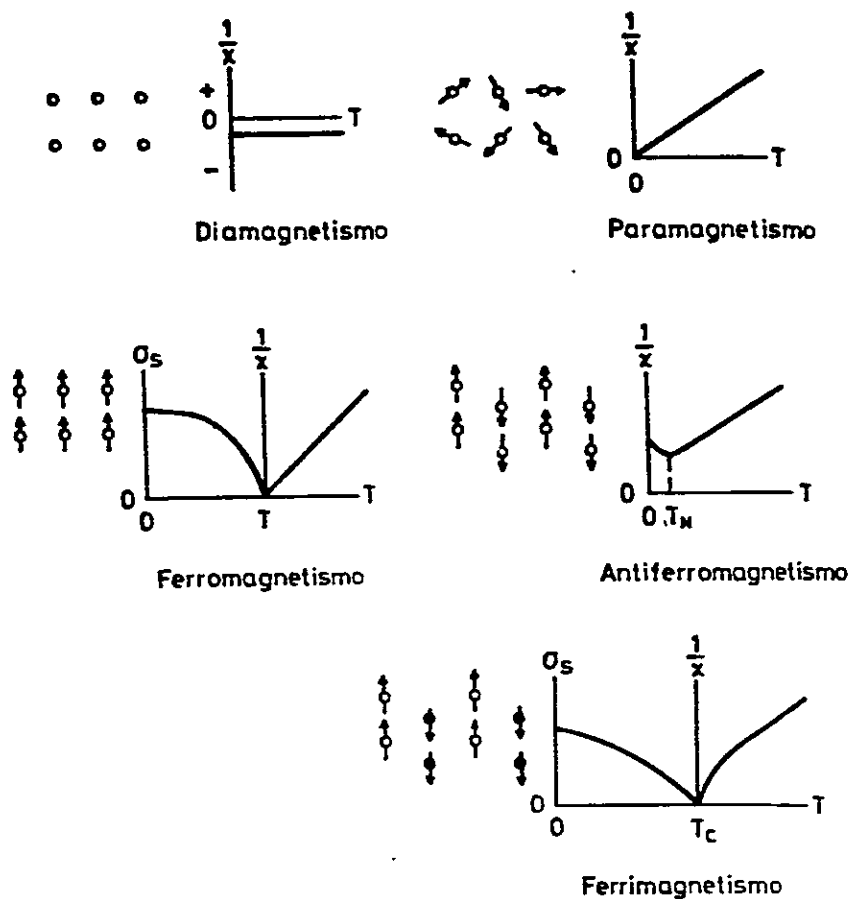 1/χ
+
0
T
-
Diamagnetismo
1/χ
0
T
0
Paramagnetismo
σs
1/χ
0
T
0
T
Ferromagnetismo
1/χ
0
T
0 TN
Antiferromagnetismo
σs
1/χ
0
T
0
Tc
Ferrimagnetismo